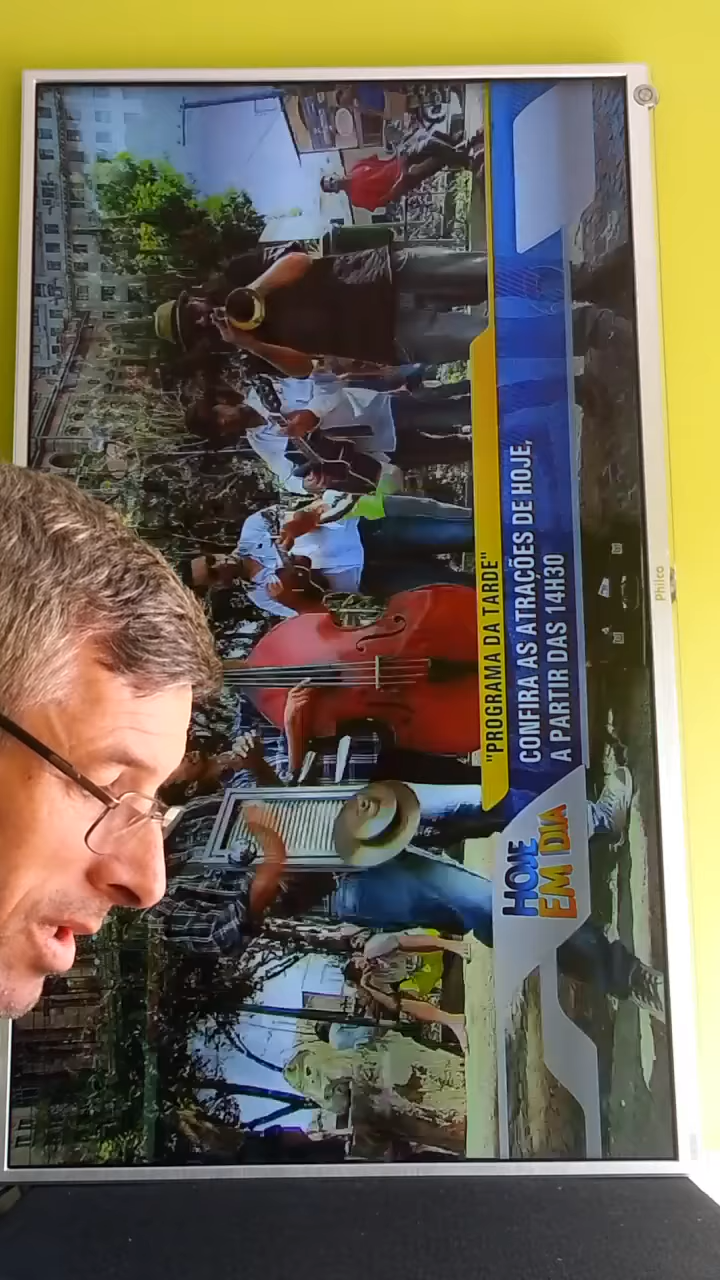 "PROGRAMA DA TARDE"
CONFIRA AS ATRAÇÕES DE HOJE,
A PARTIR DAS 14H30
HOJE
EM DIA
Philco